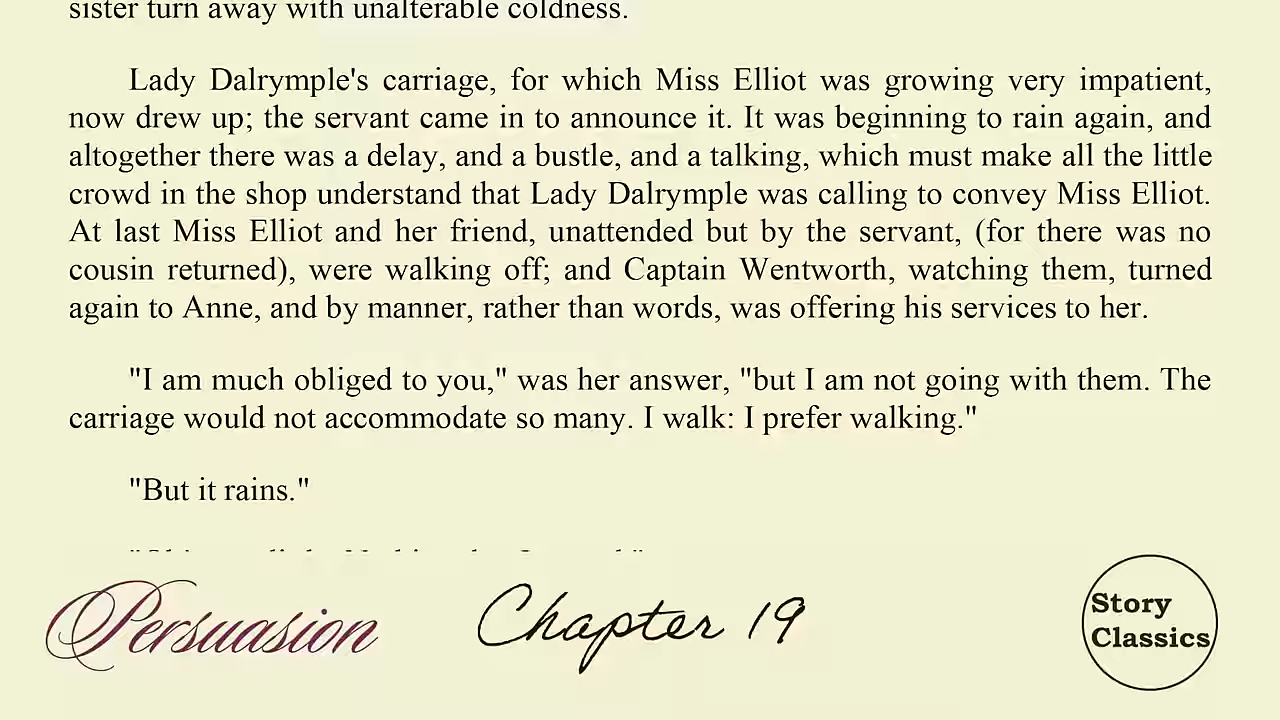 sister turn away with unalterable coldness.
Lady Dalrymple's carriage, for which Miss Elliot was growing very impatient,
now drew up; the servant came in to announce it. It was beginning to rain again, and
altogether there was a delay, and a bustle, and a talking, which must make all the little
crowd in the shop understand that Lady Dalrymple was calling to convey Miss Elliot.
At last Miss Elliot and her friend, unattended but by the servant, (for there was no
cousin returned), were walking off; and Captain Wentworth, watching them, turned
again to Anne, and by manner, rather than words, was offering his services to her.
"I am much obliged to you," was her answer, "but I am not going with them. The
carriage would not accommodate so many. I walk: I prefer walking."
"But it rains."
Persuasion
Chapter 19
Story
Classics